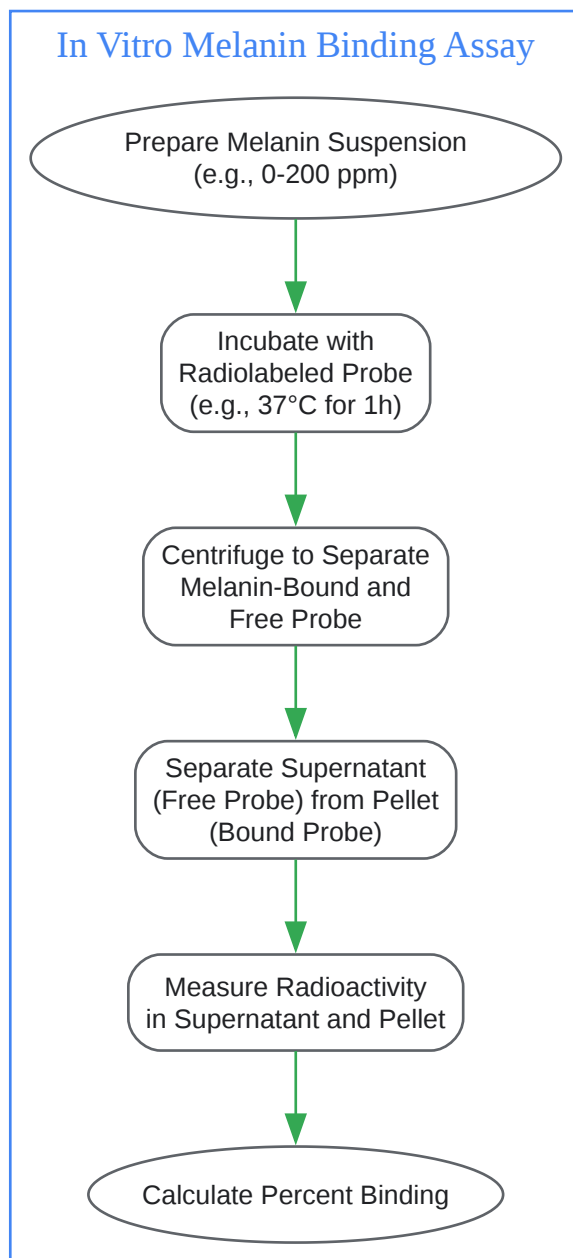 In Vitro Melanin Binding Assay
Prepare Melanin Suspension
(e.g., 0-200 ppm)
Incubate with
Radiolabeled Probe
(e.g., 37°C for 1h)
Centrifuge to Separate
Melanin-Bound and
Free Probe
Separate Supernatant
(Free Probe) from Pellet
(Bound Probe)
Measure Radioactivity
in Supernatant and Pellet
Calculate Percent Binding